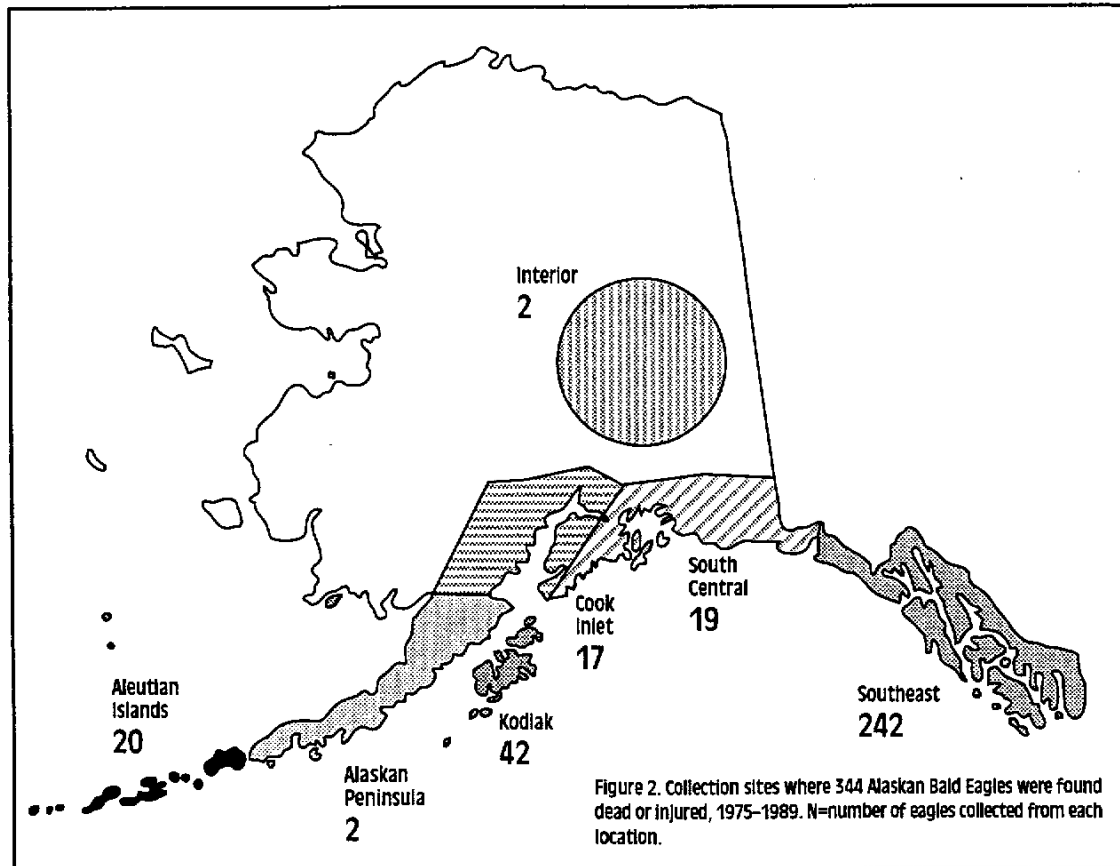 Interior
2
South
Central
19
Cook
Inlet
17
Aleutian
Islands
20
Southeast
242
Kodiak
42
Alaskan
Peninsula
2
Figure 2. Collection sites where 344 Alaskan Bald Eagles were found
dead or injured, 1975–1989. N=number of eagles collected from each
location.